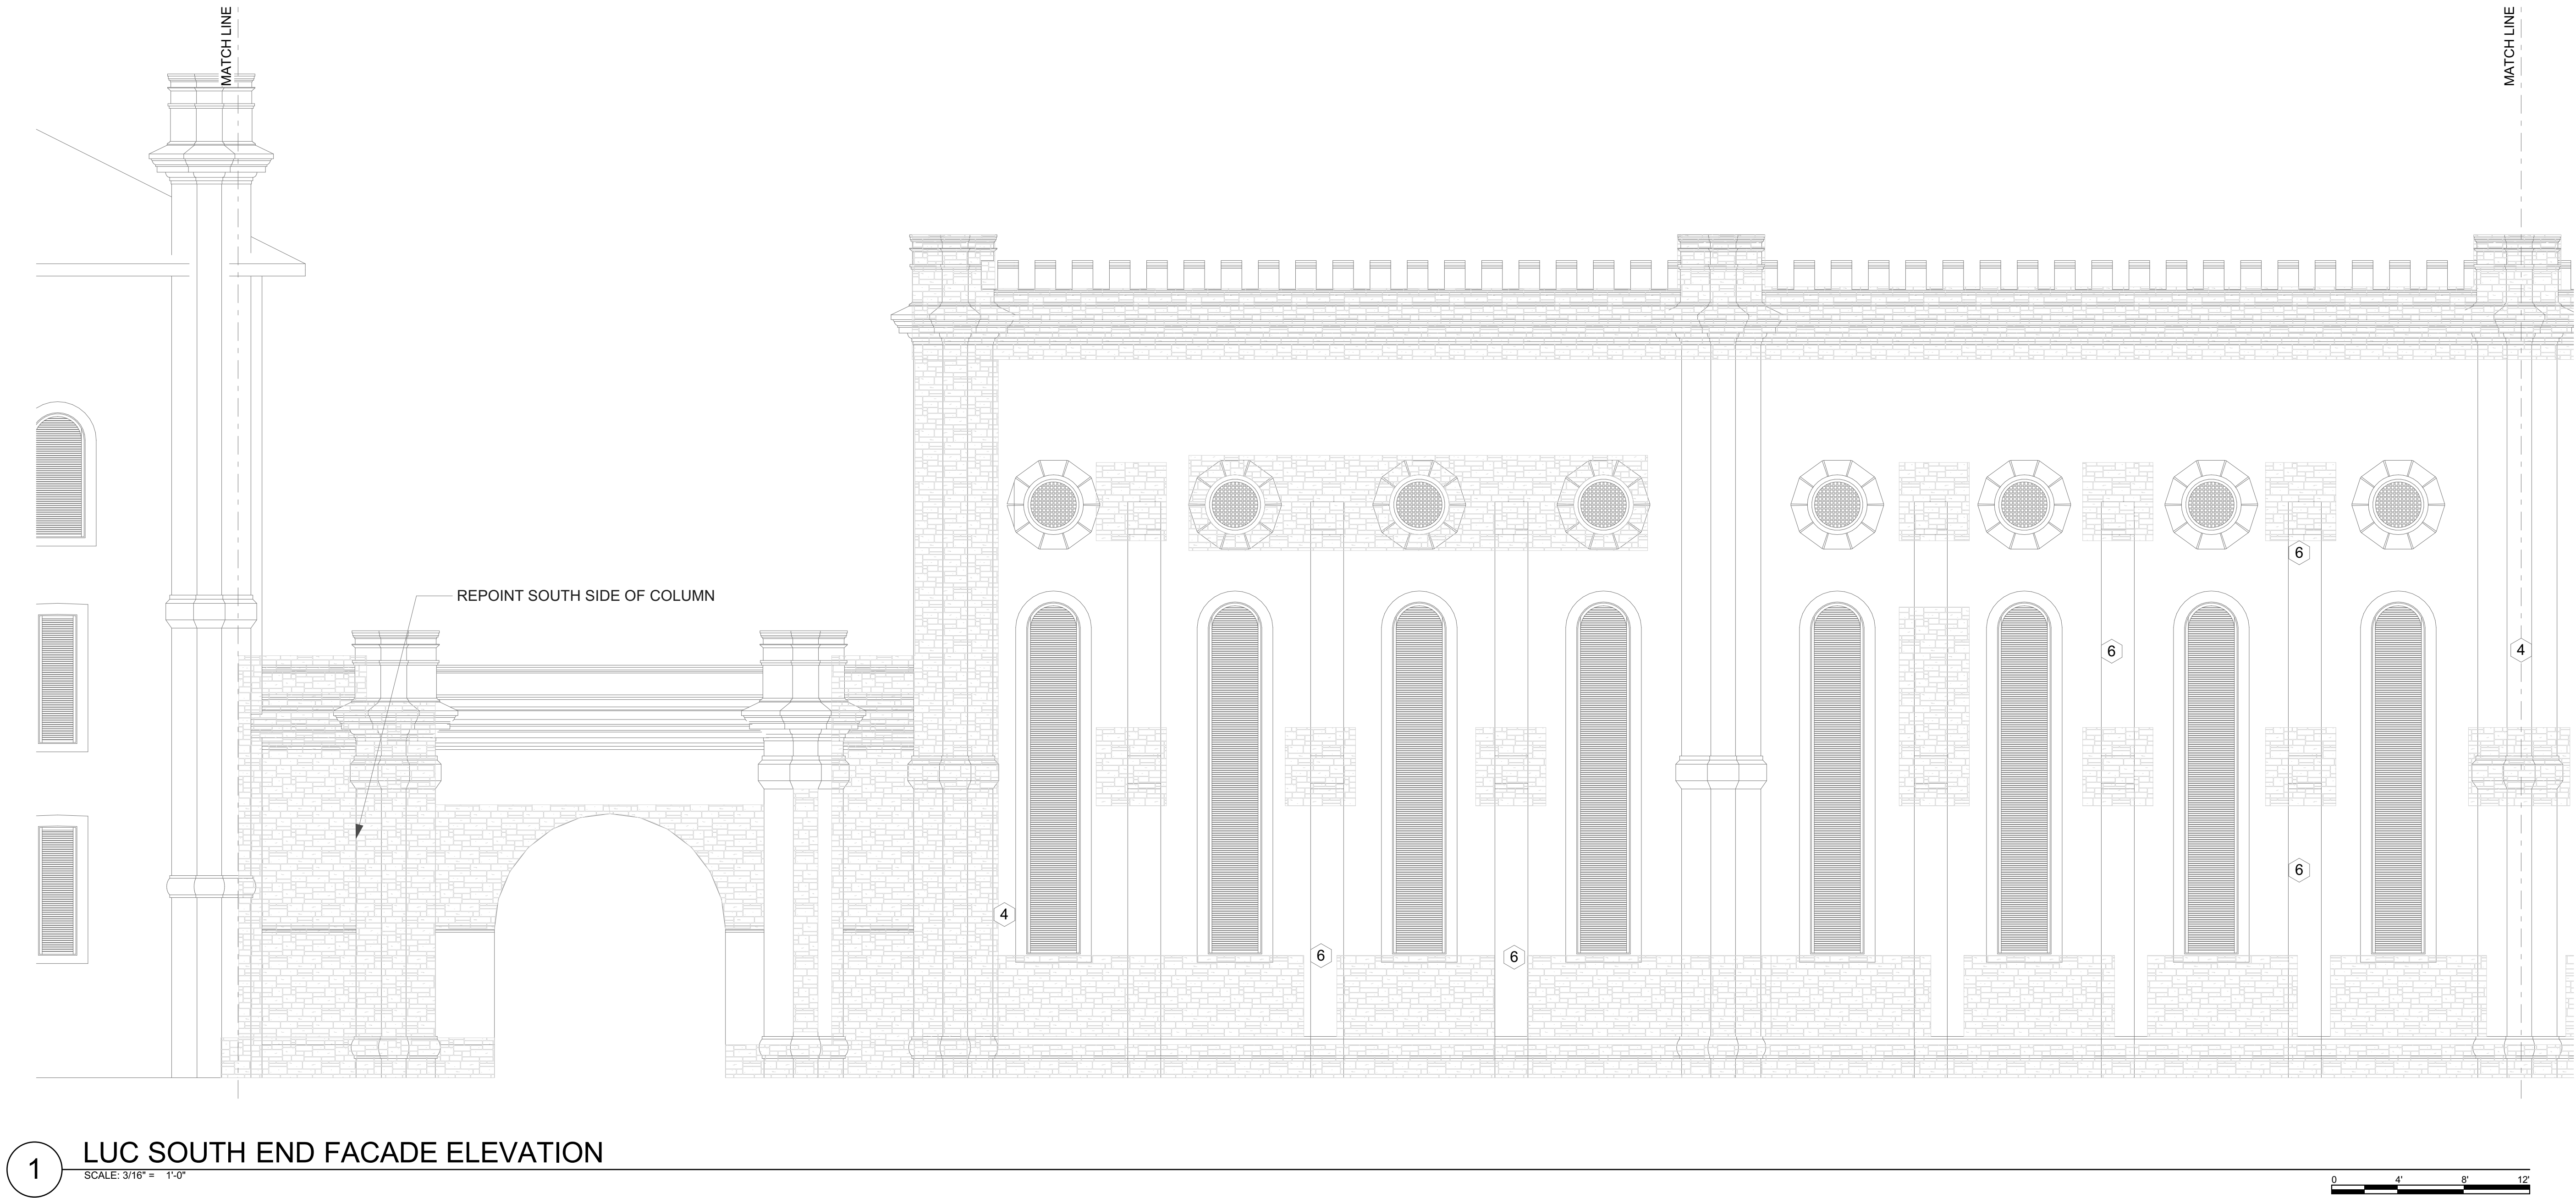 MATCH LINE
MATCH LINE
REPOINT SOUTH SIDE OF COLUMN
6
6
4
6
4
6
6
1
LUC SOUTH END FACADE ELEVATION
SCALE: 3/16" = 1'-0"
0 4' 8' 12'